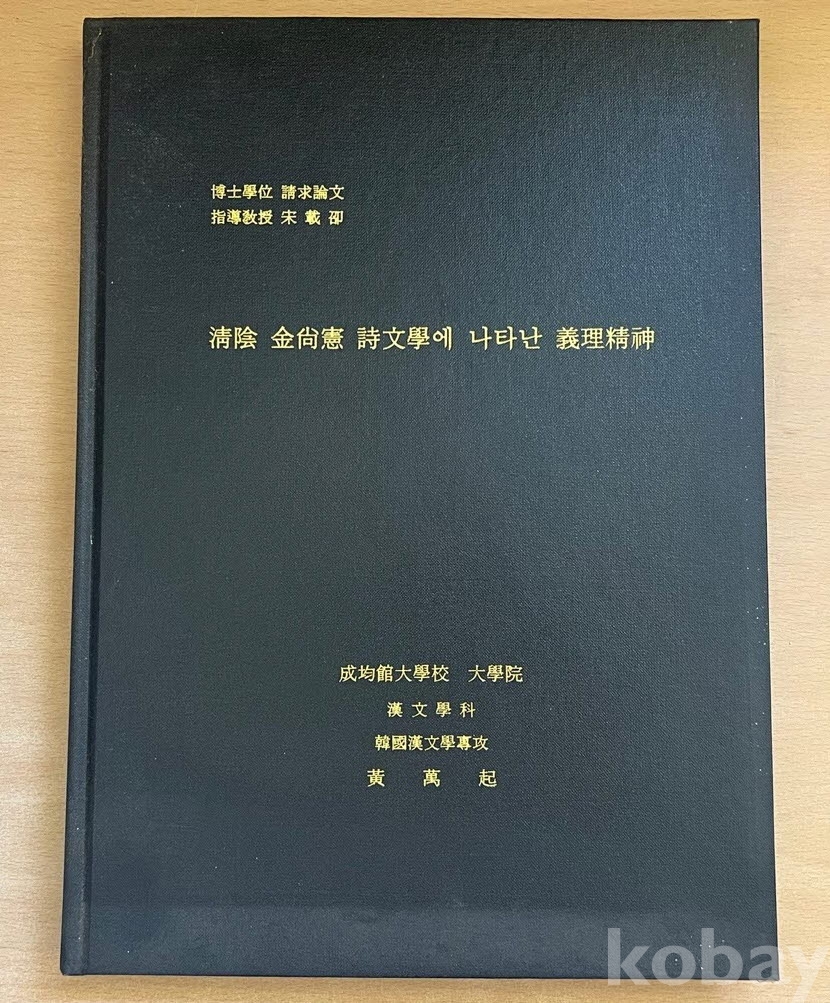 博士學位 請求論文
指導敎授 宋 載 卲
淸陰 金尙憲 詩文學에 나타난 義理精神
成均館大學校 大學院
漢 文 學 科
韓國漢文學專攻
黃 萬 起
kobay